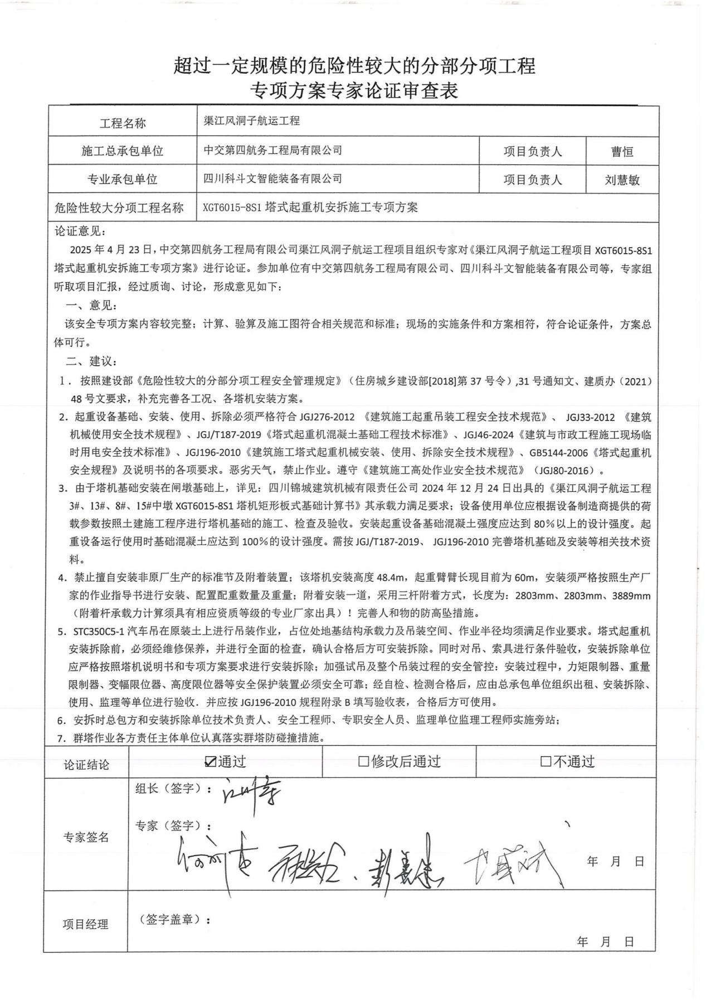 超过一定规模的危险性较大的分部分项工程
专项方案专家论证审查表
工程名称 渠江风洞子航运工程
施工总承包单位 中交第四航务工程局有限公司 项目负责人 曹恒
专业承包单位 四川科斗文智能装备有限公司 项目负责人 刘慧敏
危险性较大分项工程名称 XGT6015-8S1 塔式起重机安拆施工专项方案
论证意见：
2025 年 4 月 23 日，中交第四航务工程局有限公司渠江风洞子航运工程项目组织专家对《渠江风洞子航运工程项目 XGT6015-8S1
塔式起重机安拆施工专项方案》进行论证。参加单位有中交第四航务工程局有限公司、四川科斗文智能装备有限公司等，专家组
听取项目汇报，经过质询、讨论，形成意见如下：
一、意见：
该安全专项方案内容较完整；计算、验算及施工图符合相关规范和标准；现场的实施条件和方案相符，符合论证条件，方案总
体可行。
二、建议：
1． 按照建设部《危险性较大的分部分项工程安全管理规定》（住房城乡建设部[2018]第 37 号令）,31 号通知文、建质办（2021）
48 号文要求，补充完善各工况、各塔机安装方案。
2．起重设备基础、安装、使用、拆除必须严格符合 JGJ276-2012 《建筑施工起重吊装工程安全技术规范》、 JGJ33-2012 《建筑
机械使用安全技术规程》、JGJ/T187-2019《塔式起重机混凝土基础工程技术标准》、JGJ46-2024《建筑与市政工程施工现场临
时用电安全技术标准》、JGJ196-2010《建筑施工塔式起重机械安装、使用、拆除安全技术规程》、GB5144-2006《塔式起重机
安全规程》及说明书的各项要求。恶劣天气，禁止作业。遵守《建筑施工高处作业安全技术规范》（JGJ80-2016）。
3．由于塔机基础安装在闸墩基础上，详见：四川锦城建筑机械有限责任公司 2024 年 12 月 24 日出具的《渠江风洞子航运工程
3#、13#、8#、15#中墩 XGT6015-8S1 塔机矩形板式基础计算书》其承载力满足要求；设备使用单位应根据设备制造商提供的荷
载参数按照土建施工程序进行塔机基础的施工、检查及验收。安装起重设备基础混凝土强度应达到 80%以上的设计强度。起
重设备运行使用时基础混凝土应达到 100%的设计强度。需按 JGJ/T187-2019、 JGJ196-2010 完善塔机基础及安装等相关技术资
料。
4．禁止擅自安装非原厂生产的标准节及附着装置；该塔机安装高度 48.4m，起重臂臂长现目前为 60m，安装须严格按照生产厂
家的作业指导书进行安装、配置配重数量及重量；附着安装一道，采用三杆附着方式，长度为：2803mm、2803mm、3889mm
（附着杆承载力计算须具有相应资质等级的专业厂家出具）！完善人和物的防高坠措施。
5．STC350C5-1 汽车吊在原装土上进行吊装作业，占位处地基结构承载力及吊装空间、作业半径均须满足作业要求。塔式起重机
安装拆除前，必须经维修保养，并进行全面的检查，确认合格后方可安装拆除。同时对吊、索具进行条件验收，安装拆除单位
应严格按照塔机说明书和专项方案要求进行安装拆除；加强试吊及整个吊装过程的安全管控：安装过程中，力矩限制器、重量
限制器、变幅限位器、高度限位器等安全保护装置必须安全可靠；经自检、检测合格后，应由总承包单位组织出租、安装拆除、
使用、监理等单位进行验收．并应按 JGJ196-2010 规程附录 B 填写验收表，合格后方可使用。
6．安拆时总包方和安装拆除单位技术负责人、安全工程师、专职安全人员、监理单位监理工程师实施旁站；
7．群塔作业各方责任主体单位认真落实群塔防碰撞措施。
论证结论 ☑通过 □修改后通过 □不通过
组长（签字）：
专家（签字）：
专家签名
年 月 日
项目经理 （签字盖章）：
年 月 日